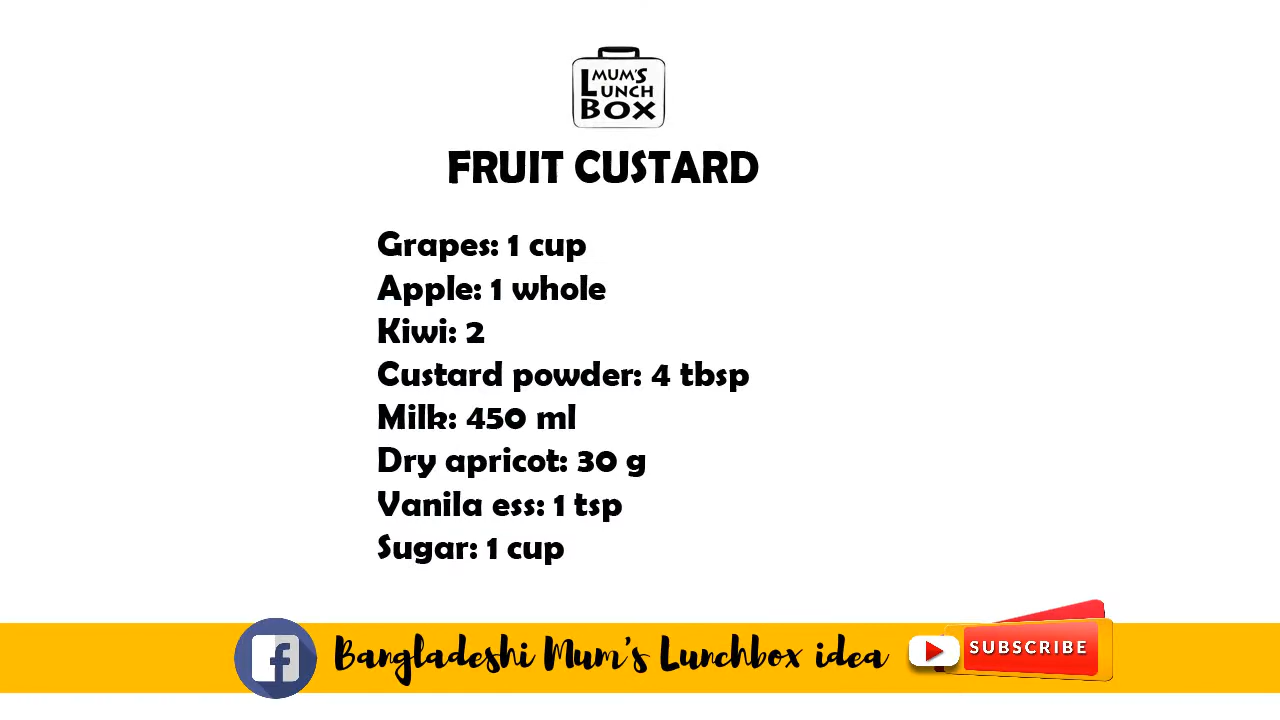 MUM'S
LUNCH
BOX
FRUIT CUSTARD
Grapes: 1 cup
Apple: 1 whole
Kiwi: 2
Custard powder: 4 tbsp
Milk: 450 ml
Dry apricot: 30 g
Vanila ess: 1 tsp
Sugar: 1 cup
Bangladeshi Mum's Lunchbox idea
SUBSCRIBE